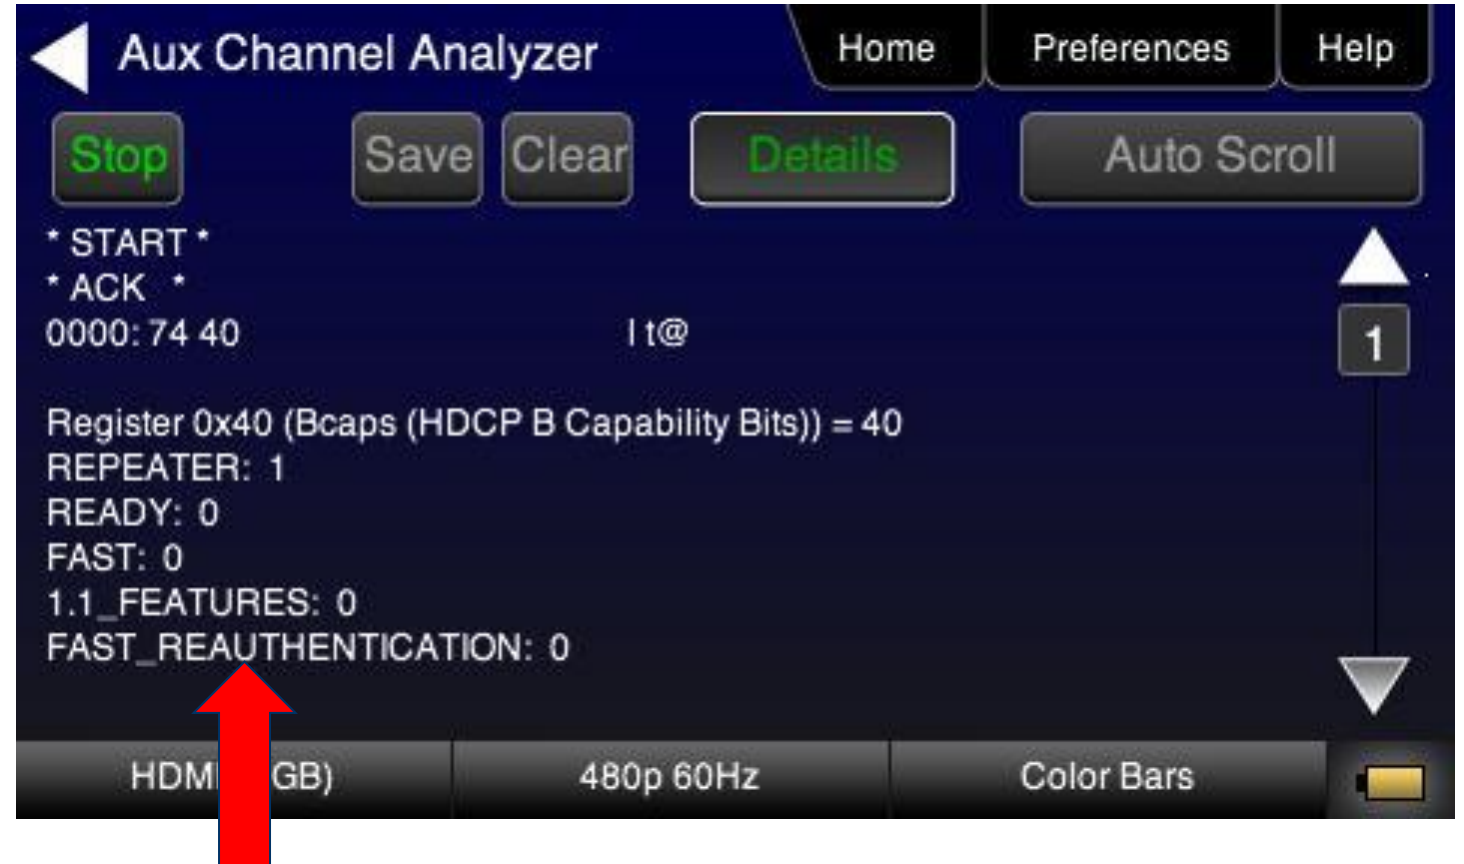 Aux Channel Analyzer Home Preferences Help
Stop Save Clear Details Auto Scroll
* START *
* ACK *
0000: 74 40 l t@
1
Register 0x40 (Bcaps (HDCP B Capability Bits)) = 40
REPEATER: 1
READY: 0
FAST: 0
1.1_FEATURES: 0
FAST_REAUTHENTICATION: 0
HDM GB) 480p 60Hz Color Bars